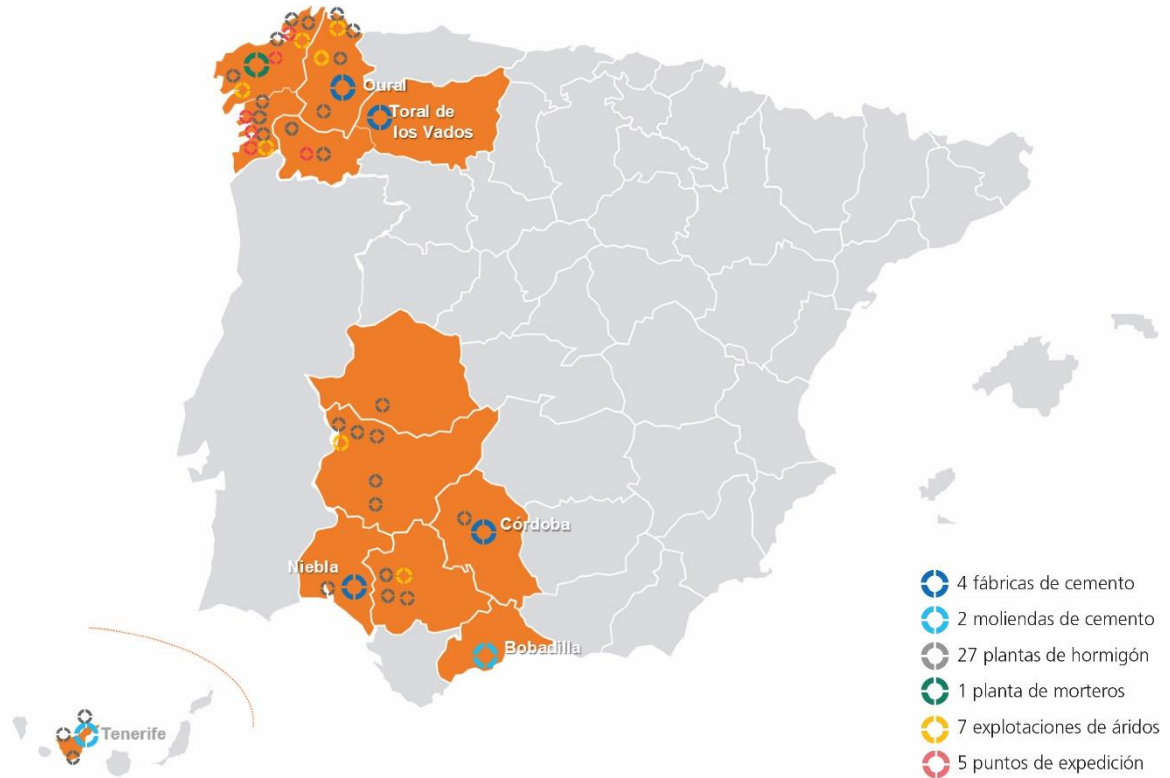 Oural
Toral de
los Vados
Córdoba
Niebla
Bobadilla
Tenerife
4 fábricas de cemento
2 moliendas de cemento
27 plantas de hormigón
1 planta de morteros
7 explotaciones de áridos
5 puntos de expedición